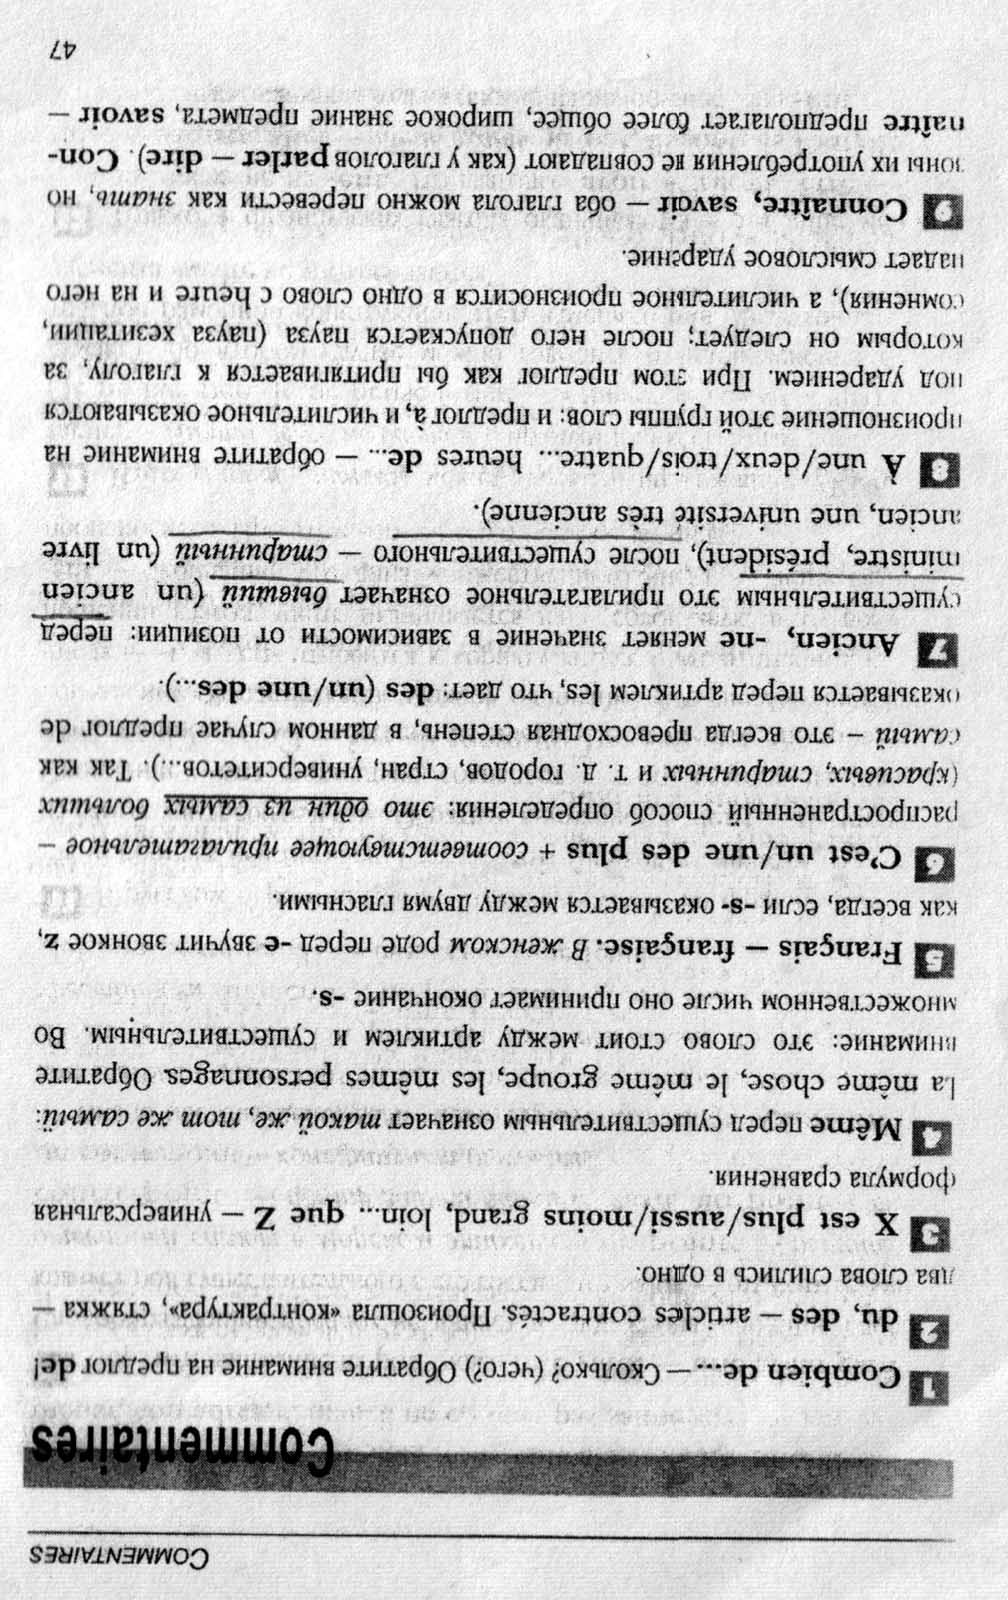 COMMENTAIRES
Commentaires
1 Combien de... — Сколько? (чего?) Обратите внимание на предлог de!
2 du, des — articles contractés. Произошла «контрактура», стяжка —
два слова слились в одно.
3 X est plus/aussi/moins grand, loin... que Z — универсальная
формула сравнения.
4 Même перед существительным означает такой же, тот же самый:
la même chose, le même groupe, les mêmes personnages. Обратите
внимание: это слово стоит между артиклем и существительным. Во
множественном числе оно принимает окончание -s.
5 Français — française. В женском роде перед -e звучит звонкое z,
как всегда, если -s- оказывается между двумя гласными.
6 C'est un/une des plus + соответствующее прилагательное —
распространенный способ определения: это один из самых больших
(красивых, старинных и т. д. городов, стран, университетов...). Так как
самый – это всегда превосходная степень, в данном случае предлог de
оказывается перед артиклем les, что дает: des (un/une des...).
7 Ancien, -ne меняет значение в зависимости от позиции: перед
существительным это прилагательное означает бывший (un ancien
ministre, président), после существительного — старинный (un livre
ancien, une université très ancienne).
8 À une/deux/trois/quatre... heures de... — обратите внимание на
произношение этой группы слов: и предлог à, и числительное оказываются
под ударением. При этом предлог как бы притягивается к глаголу, за
которым он следует; после него допускается пауза (пауза хезитации,
сомнения), а числительное произносится в одно слово с heure и на него
падает смысловое ударение.
9 Connaître, savoir — оба глагола можно перевести как знать, но
зоны их употребления не совпадают (как у глаголов parler — dire). Con-
naître предполагает более общее, широкое знание предмета, savoir —
47